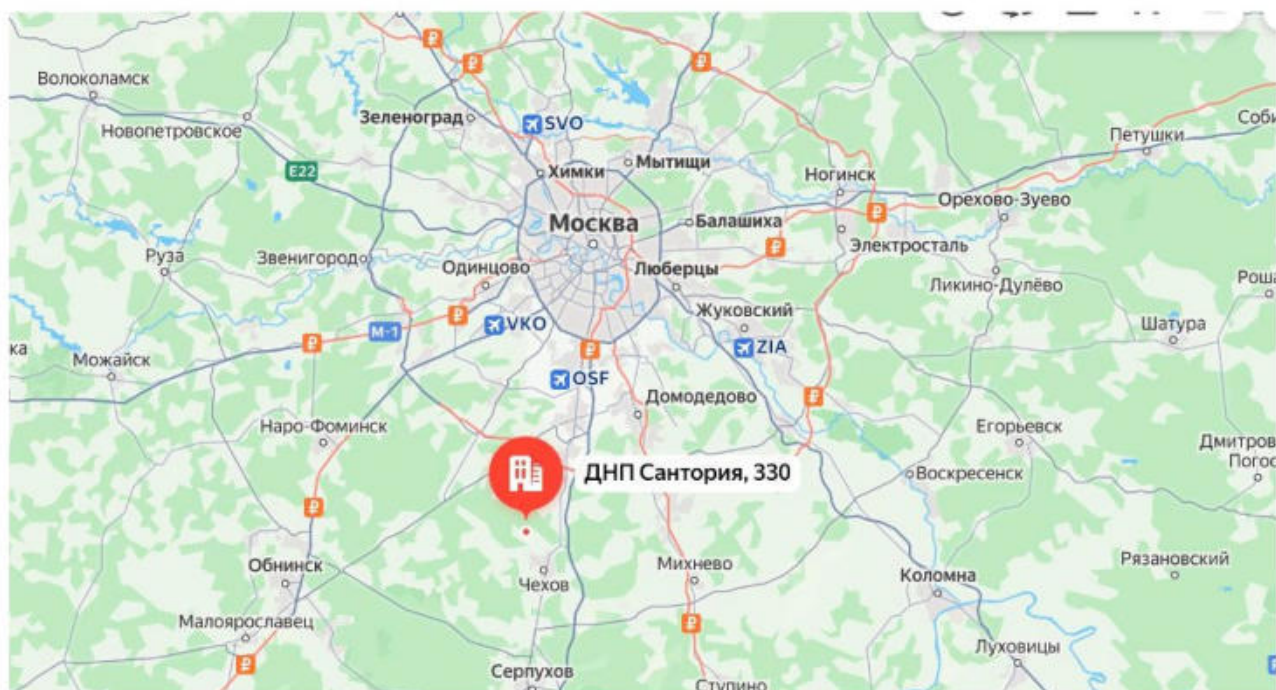 Волоколамск
Новопетровское
Зеленоград
SVO
Мытищи
Химки
Ногинск
Петушки
E22
Москва
Балашиха
Орехово-Зуево
Электросталь
Руза
Звенигород
Одинцово
Люберцы
Ликино-Дулёво
VKO
Жуковский
ZIA
Шатура
М-1
Можайск
OSF
Домодедово
Наро-Фоминск
Егорьевск
ДНП Сантория, 330
Воскресенск
Обнинск
Чехов
Михнево
Коломна
Рязановский
Малоярославец
Серпухов
Ступино
Луховицы